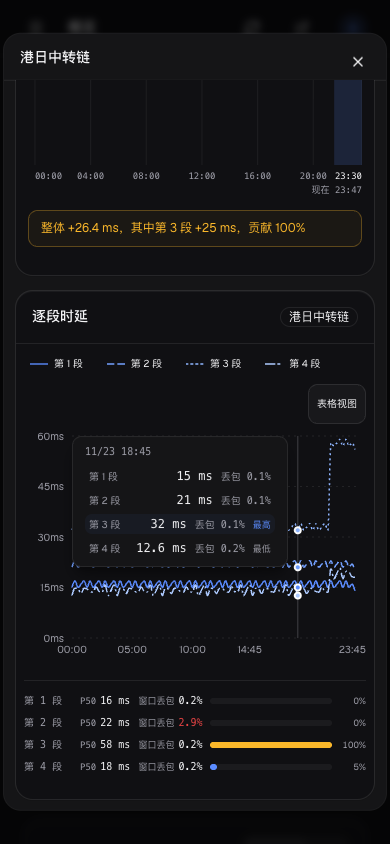 港日中转链
00:00 04:00 08:00 12:00 16:00 20:00 23:30
现在 23:47
整体 +26.4 ms，其中第 3 段 +25 ms，贡献 100%
逐段时延
港日中转链
第 1 段 第 2 段 第 3 段 第 4 段
表格视图
60ms
45ms
30ms
15ms
0ms
11/23 18:45
第 1 段 15 ms 丢包 0.1%
第 2 段 21 ms 丢包 0.1%
第 3 段 32 ms 丢包 0.1% 最高
第 4 段 12.6 ms 丢包 0.2% 最低
00:00 05:00 10:00 14:45 23:45
第 1 段 P50 16 ms 窗口丢包 0.2% 0%
第 2 段 P50 22 ms 窗口丢包 2.9% 0%
第 3 段 P50 58 ms 窗口丢包 0.2% 100%
第 4 段 P50 18 ms 窗口丢包 0.2% 5%